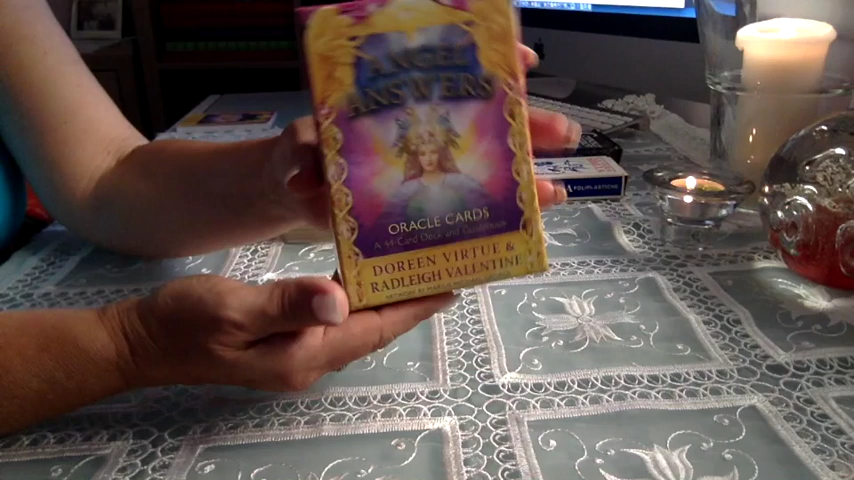 ANGEL
ANSWERS
ORACLE CARDS
A 44-Card Deck and Guidebook
DOREEN VIRTUE &
RADLEIGH VALENTINE